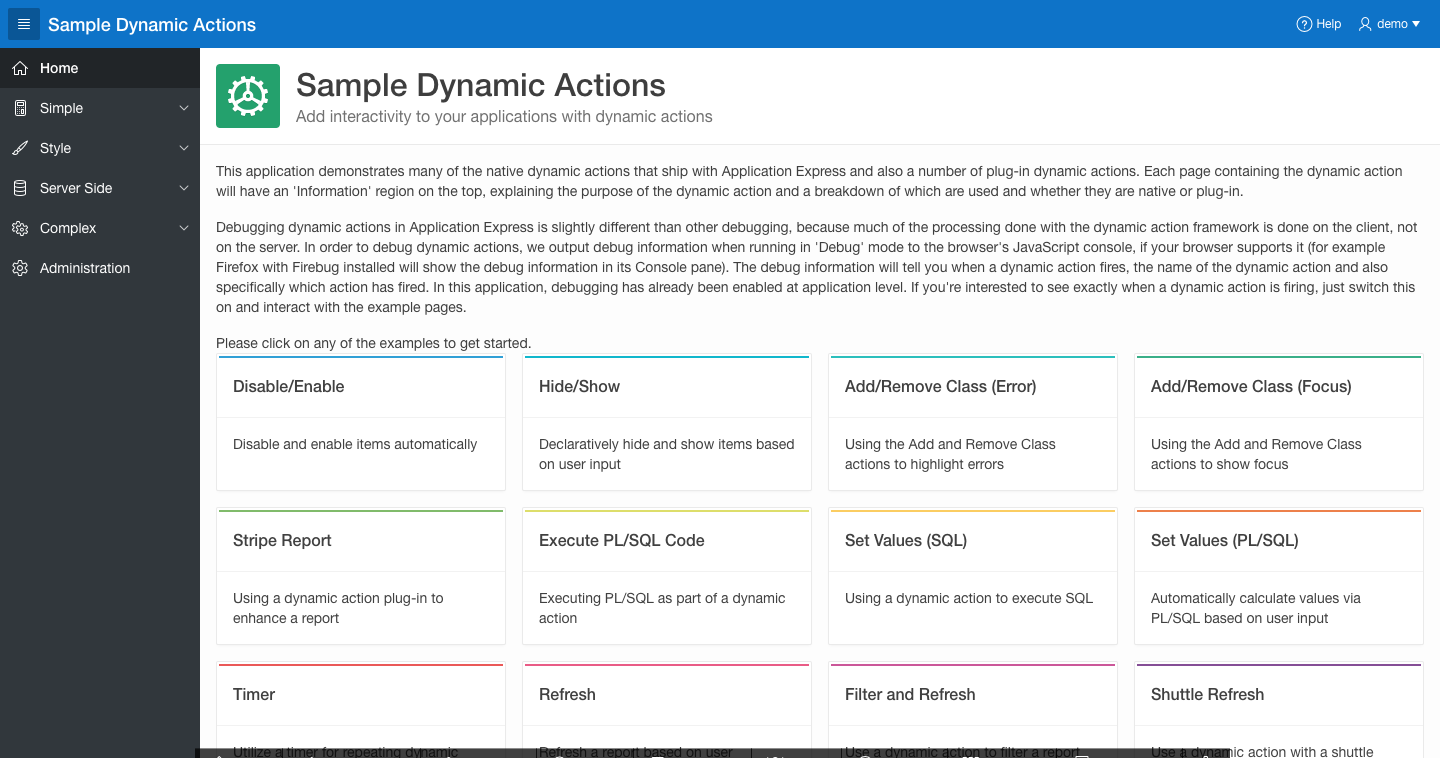 Sample Dynamic Actions
Help
demo
Home
Simple
Style
Server Side
Complex
Administration
Sample Dynamic Actions
Add interactivity to your applications with dynamic actions
This application demonstrates many of the native dynamic actions that ship with Application Express and also a number of plug-in dynamic actions. Each page containing the dynamic action
will have an 'Information' region on the top, explaining the purpose of the dynamic action and a breakdown of which are used and whether they are native or plug-in.
Debugging dynamic actions in Application Express is slightly different than other debugging, because much of the processing done with the dynamic action framework is done on the client, not
on the server. In order to debug dynamic actions, we output debug information when running in 'Debug' mode to the browser's JavaScript console, if your browser supports it (for example
Firefox with Firebug installed will show the debug information in its Console pane). The debug information will tell you when a dynamic action fires, the name of the dynamic action and also
specifically which action has fired. In this application, debugging has already been enabled at application level. If you're interested to see exactly when a dynamic action is firing, just switch this
on and interact with the example pages.
Please click on any of the examples to get started.
Disable/Enable
Disable and enable items automatically
Hide/Show
Declaratively hide and show items based
on user input
Add/Remove Class (Error)
Using the Add and Remove Class
actions to highlight errors
Add/Remove Class (Focus)
Using the Add and Remove Class
actions to show focus
Stripe Report
Using a dynamic action plug-in to
enhance a report
Execute PL/SQL Code
Executing PL/SQL as part of a dynamic
action
Set Values (SQL)
Using a dynamic action to execute SQL
Set Values (PL/SQL)
Automatically calculate values via
PL/SQL based on user input
Timer
Utilize a timer for repeating dynamic
Refresh
Refresh a report based on user
Filter and Refresh
Use a dynamic action to filter a report
Shuttle Refresh
Use a dynamic action with a shuttle